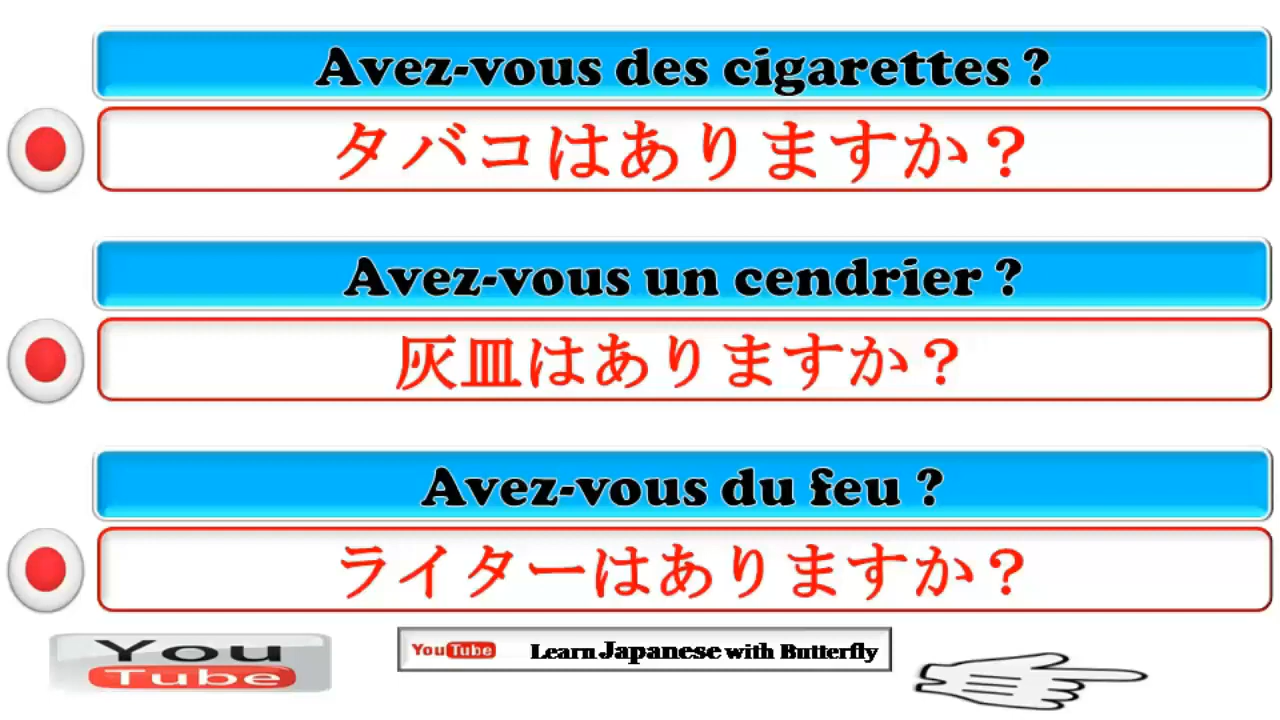 Avez-vous des cigarettes ?
タバコはありますか？
Avez-vous un cendrier ?
灰皿はありますか？
Avez-vous du feu ?
ライターはありますか？
You
Tube
YouTube Learn Japanese with Butterfly